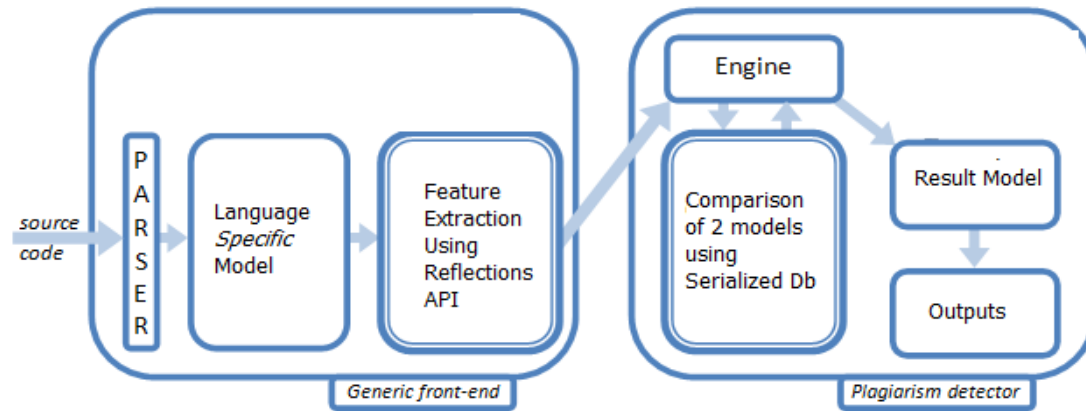 source
code
P
A
R
S
E
R
Language
Specific
Model
Feature
Extraction
Using
Reflections
API
Generic front-end
Engine
Comparison
of 2 models
using
Serialized Db
Result Model
Outputs
Plagiarism detector